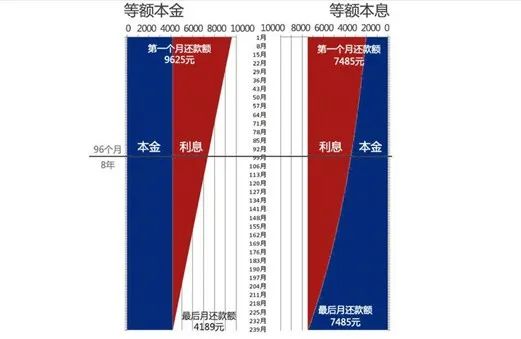 等额本金
等额本息
0 2000 4000 6000 8000 10000
10000 8000 6000 4000 2000 0
第一个月还款额
9625元
第一个月还款额
7485元
1月
8月
15月
22月
29月
36月
43月
50月
57月
64月
71月
78月
85月
92月
99月
106月
113月
120月
127月
134月
141月
148月
155月
162月
169月
176月
183月
190月
197月
204月
211月
218月
225月
232月
239月
96个月
8年
本金
利息
利息
本金
最后月还款额
4189元
最后月还款额
7485元